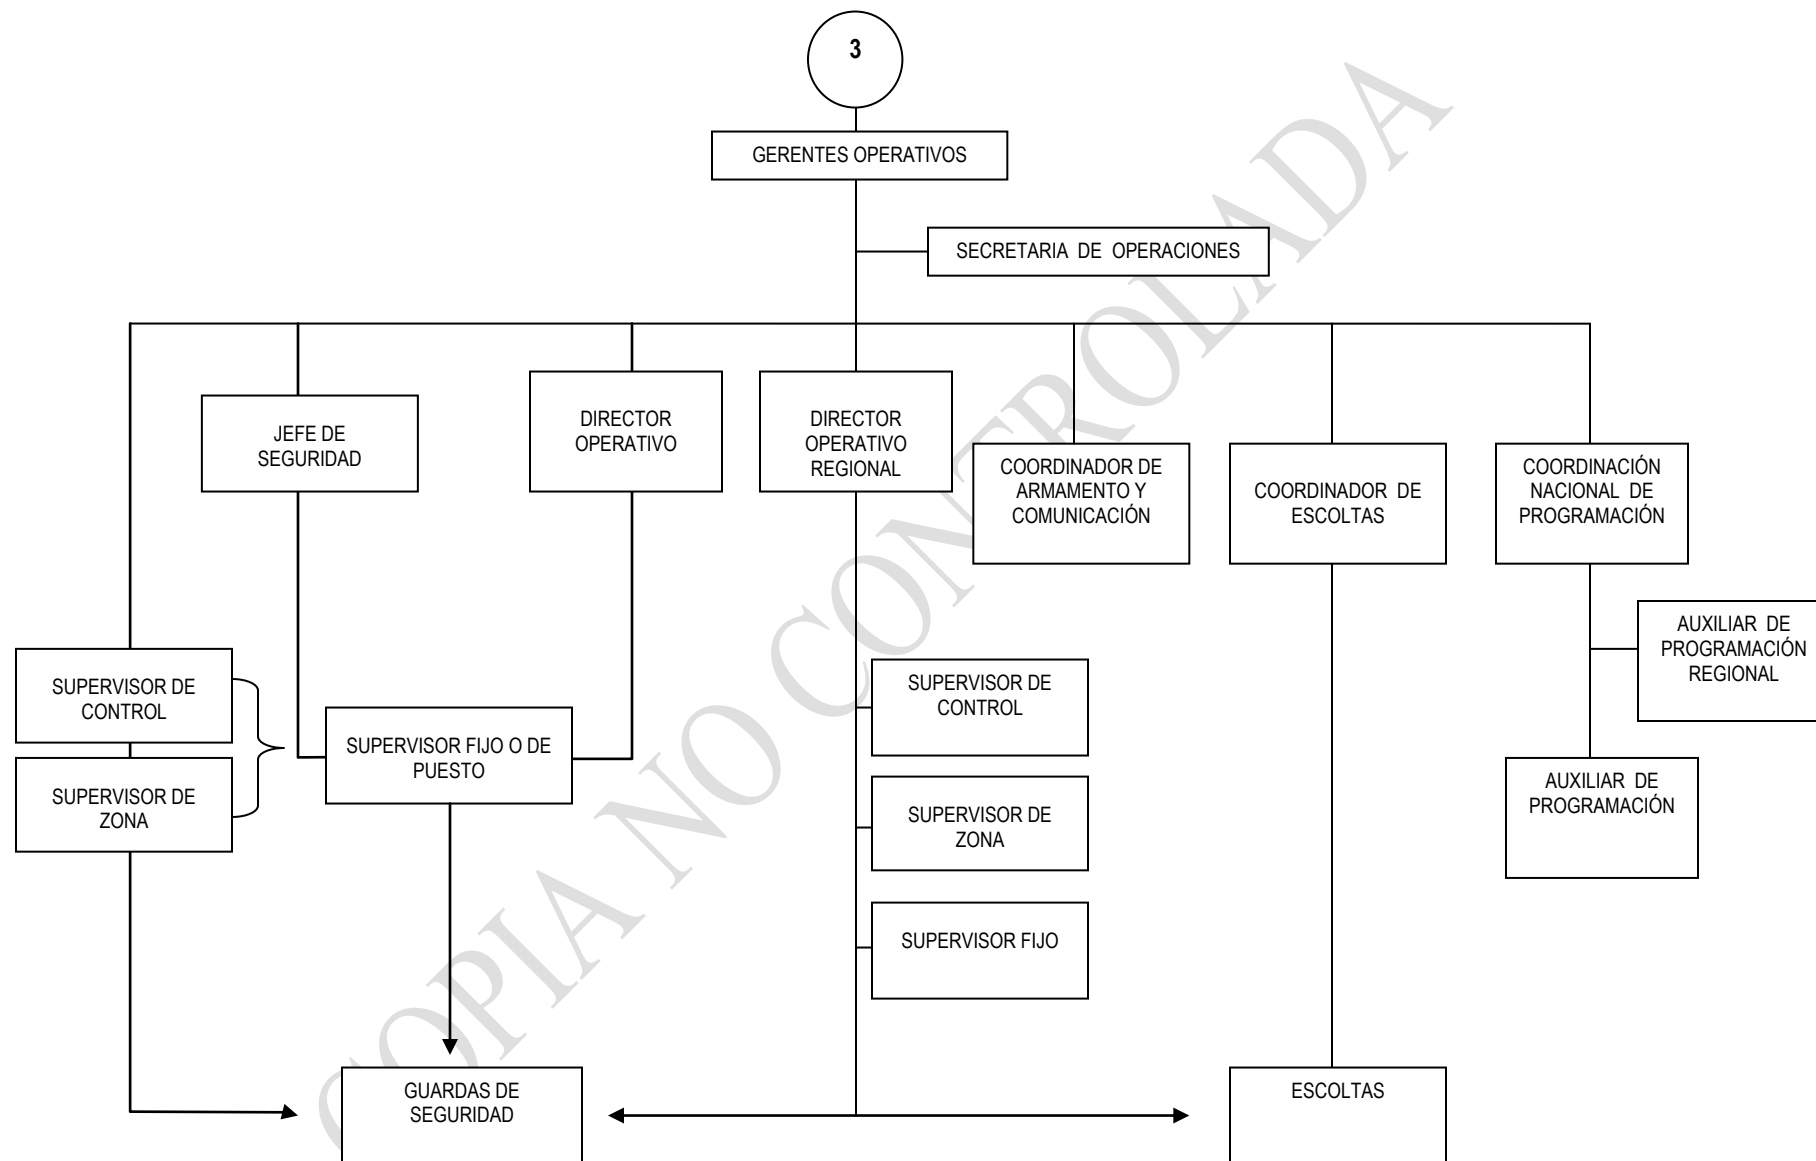 3
GERENTES OPERATIVOS
SECRETARIA DE OPERACIONES
JEFE DE
SEGURIDAD
DIRECTOR
OPERATIVO
DIRECTOR
OPERATIVO
REGIONAL
COORDINADOR DE
ARMAMENTO Y
COMUNICACIÓN
COORDINADOR DE
ESCOLTAS
COORDINACIÓN
NACIONAL DE
PROGRAMACIÓN
AUXILIAR DE
PROGRAMACIÓN
REGIONAL
SUPERVISOR DE
CONTROL
SUPERVISOR DE
ZONA
SUPERVISOR FIJO O DE
PUESTO
SUPERVISOR DE
CONTROL
SUPERVISOR DE
ZONA
SUPERVISOR FIJO
AUXILIAR DE
PROGRAMACIÓN
GUARDAS DE
SEGURIDAD
ESCOLTAS
COPIA NO CONTROLADA